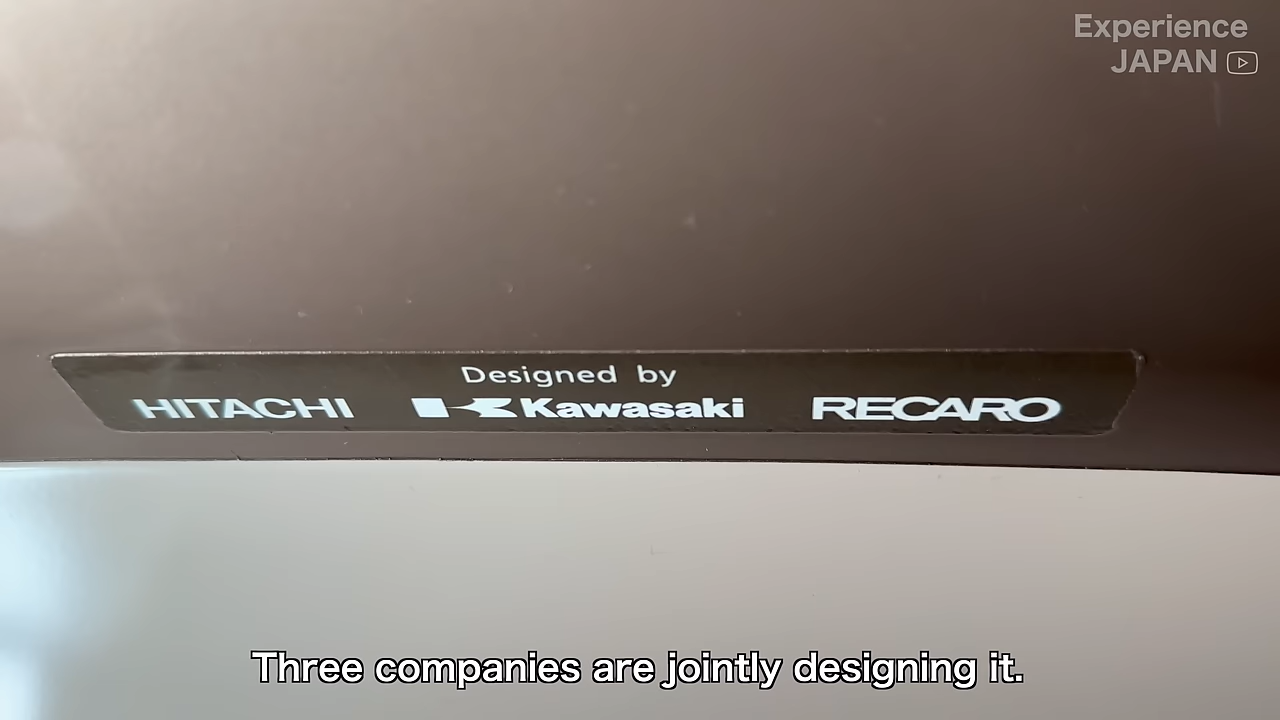 Experience
JAPAN
Designed by
HITACHI Kawasaki RECARO
Three companies are jointly designing it.